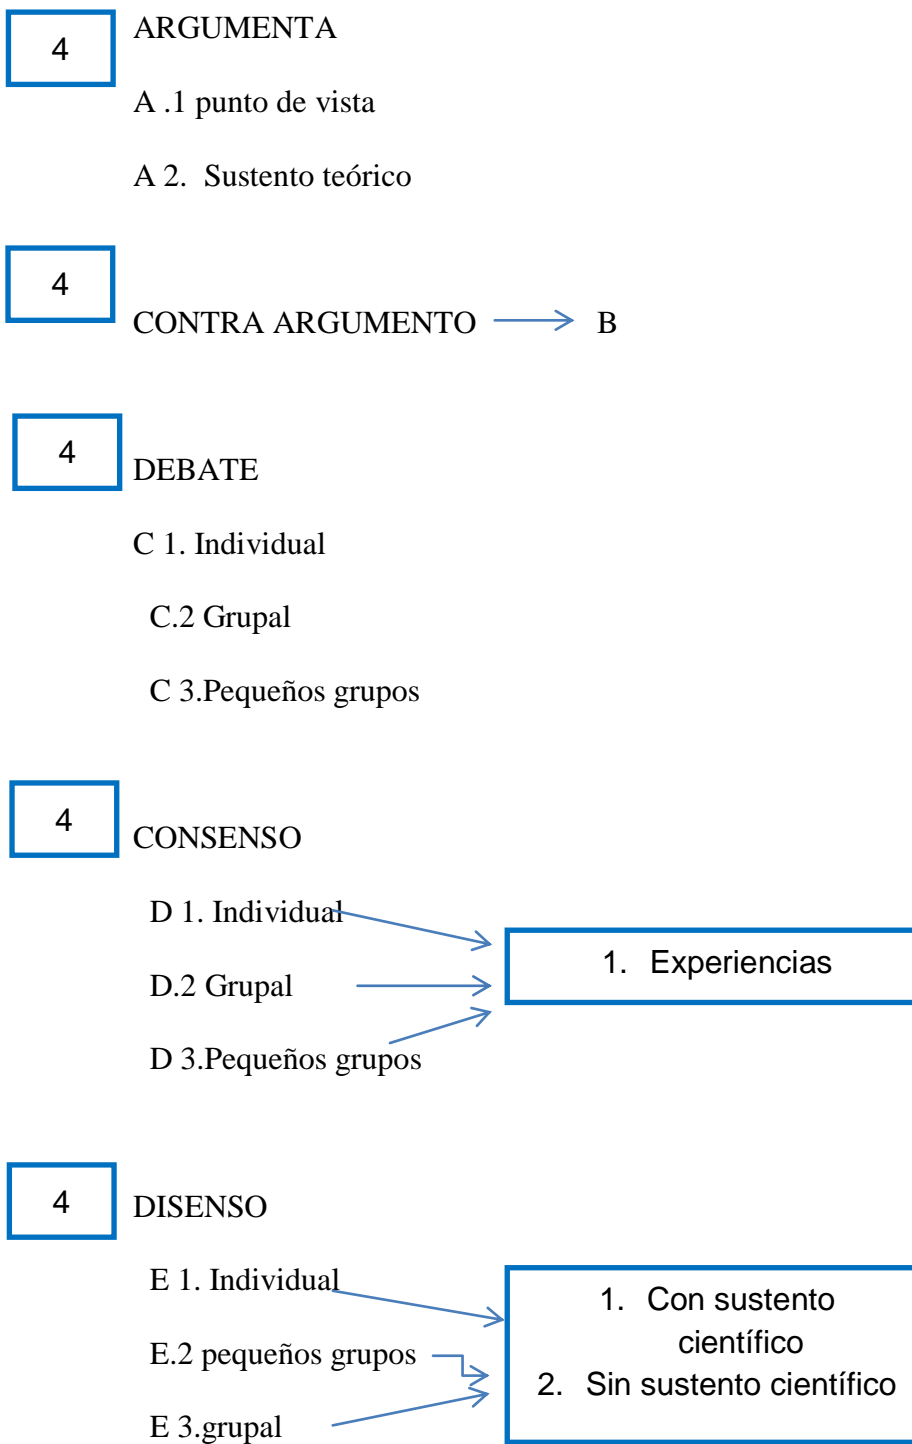 4
ARGUMENTA
A .1 punto de vista
A 2. Sustento teórico
4
CONTRA ARGUMENTO B
4
DEBATE
C 1. Individual
C.2 Grupal
C 3.Pequeños grupos
4
CONSENSO
D 1. Individual
1. Experiencias
D.2 Grupal
D 3.Pequeños grupos
4
DISENSO
E 1. Individual
E.2 pequeños grupos
E 3.grupal
1. Con sustento
científico
2. Sin sustento científico